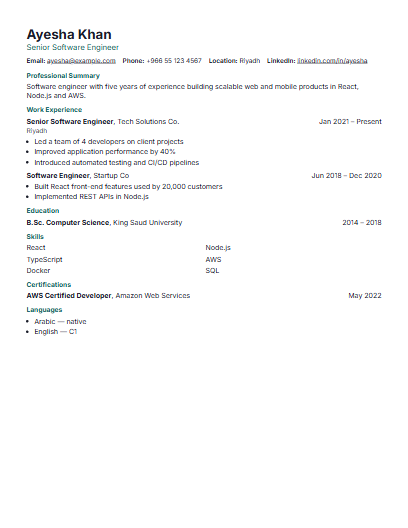 Ayesha Khan
Senior Software Engineer
Email: ayesha@example.com Phone: +966 55 123 4567 Location: Riyadh LinkedIn: linkedin.com/in/ayesha
Professional Summary
Software engineer with five years of experience building scalable web and mobile products in React,
Node.js and AWS.
Work Experience
Senior Software Engineer, Tech Solutions Co. Jan 2021 – Present
Riyadh
• Led a team of 4 developers on client projects
• Improved application performance by 40%
• Introduced automated testing and CI/CD pipelines
Software Engineer, Startup Co Jun 2018 – Dec 2020
• Built React front-end features used by 20,000 customers
• Implemented REST APIs in Node.js
Education
B.Sc. Computer Science, King Saud University 2014 – 2018
Skills
React Node.js
TypeScript AWS
Docker SQL
Certifications
AWS Certified Developer, Amazon Web Services May 2022
Languages
• Arabic — native
• English — C1